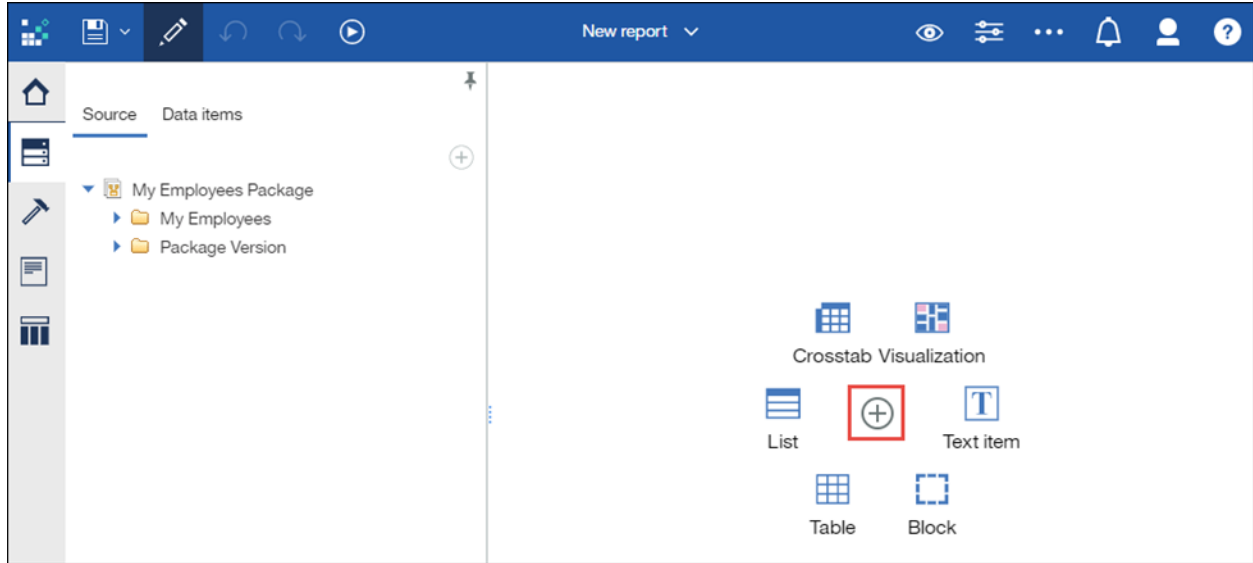 New report
?
Source Data items
My Employees Package
My Employees
Package Version
Crosstab Visualization
T
List Text item
Table Block